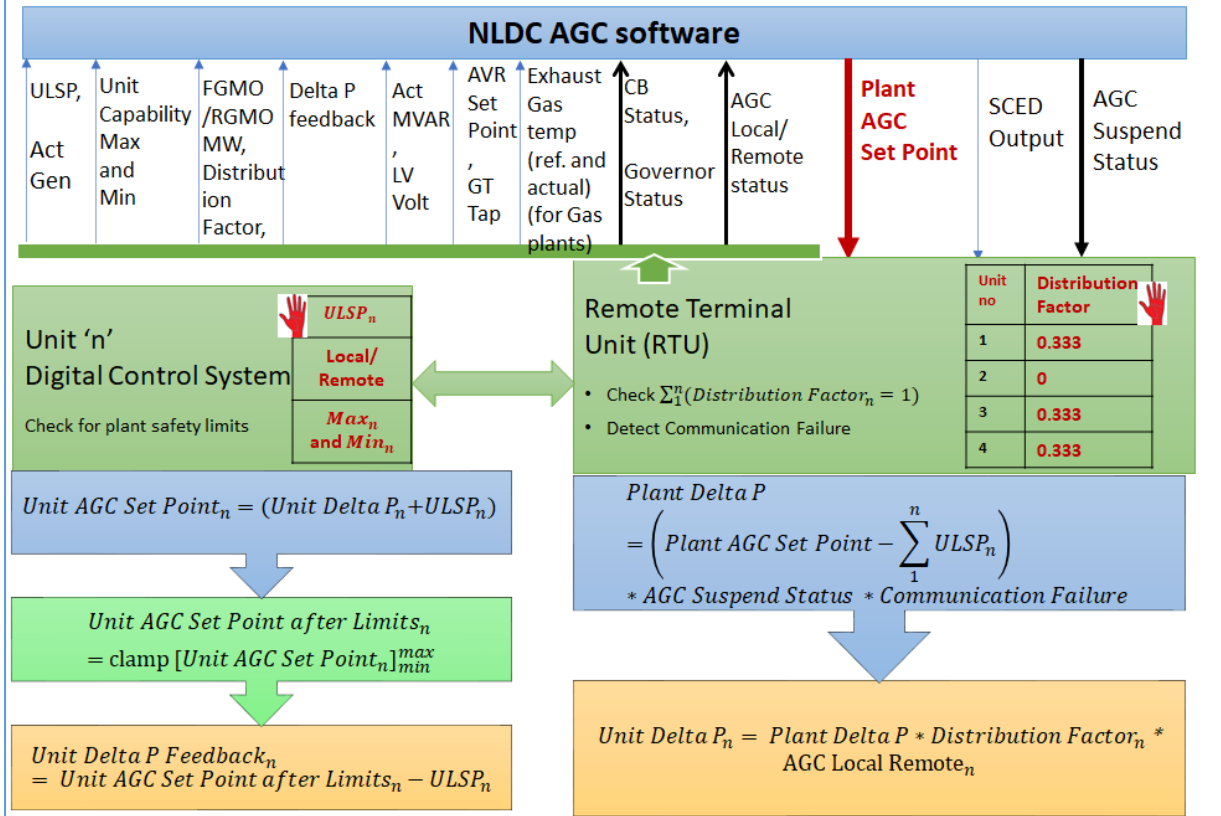 NLDC AGC software
ULSP,
Act
Gen
Unit
Capability
Max
and
Min
FGMO
/RGMO
MW,
Distribut
ion
Factor,
Delta P
feedback
Act
MVAR
,
LV
Volt
AVR
Set
Point
,
GT
Tap
Exhaust
Gas
temp
(ref. and
actual)
(for Gas
plants)
CB
Status,
Governor
Status
AGC
Local/
Remote
status
Plant
AGC
Set Point
SCED
Output
AGC
Suspend
Status
Unit 'n'
Digital Control System
Check for plant safety limits
ULSPₙ
Local/
Remote
Maxₙ
and Minₙ
Remote Terminal
Unit (RTU)
• Check ∑₁ⁿ(Distribution Factorₙ = 1)
• Detect Communication Failure
Unit no Distribution Factor
1 0.333
2 0
3 0.333
4 0.333
Unit AGC Set Pointₙ = (Unit Delta Pₙ+ULSPₙ)
Unit AGC Set Point after Limitsₙ
= clamp [Unit AGC Set Pointₙ]ᵐᵃˣₘᵢₙ
Unit Delta P Feedbackₙ
= Unit AGC Set Point after Limitsₙ − ULSPₙ
Plant Delta P
= (Plant AGC Set Point − ∑₁ⁿ ULSPₙ)
∗ AGC Suspend Status ∗ Communication Failure
Unit Delta Pₙ = Plant Delta P ∗ Distribution Factorₙ ∗
AGC Local Remoteₙ